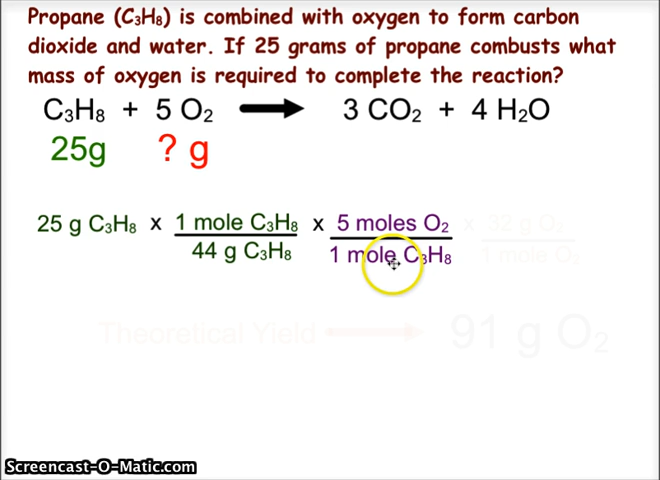 Propane (C₃H₈) is combined with oxygen to form carbon
dioxide and water. If 25 grams of propane combusts what
mass of oxygen is required to complete the reaction?
C₃H₈ + 5 O₂ → 3 CO₂ + 4 H₂O
25g ? g
25 g C₃H₈ x 1 mole C₃H₈ x 5 moles O₂ x 32 g O₂
44 g C₃H₈ 1 mole C₃H₈ 1 mole O₂
Theoretical Yield → 91 g O₂
Screencast-O-Matic.com